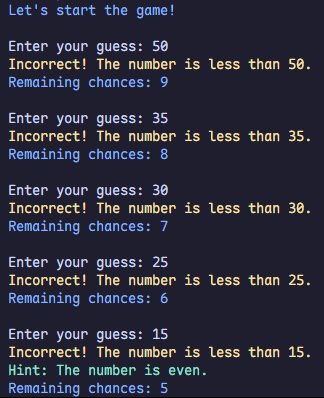 Let's start the game!
Enter your guess: 50
Incorrect! The number is less than 50.
Remaining chances: 9
Enter your guess: 35
Incorrect! The number is less than 35.
Remaining chances: 8
Enter your guess: 30
Incorrect! The number is less than 30.
Remaining chances: 7
Enter your guess: 25
Incorrect! The number is less than 25.
Remaining chances: 6
Enter your guess: 15
Incorrect! The number is less than 15.
Hint: The number is even.
Remaining chances: 5